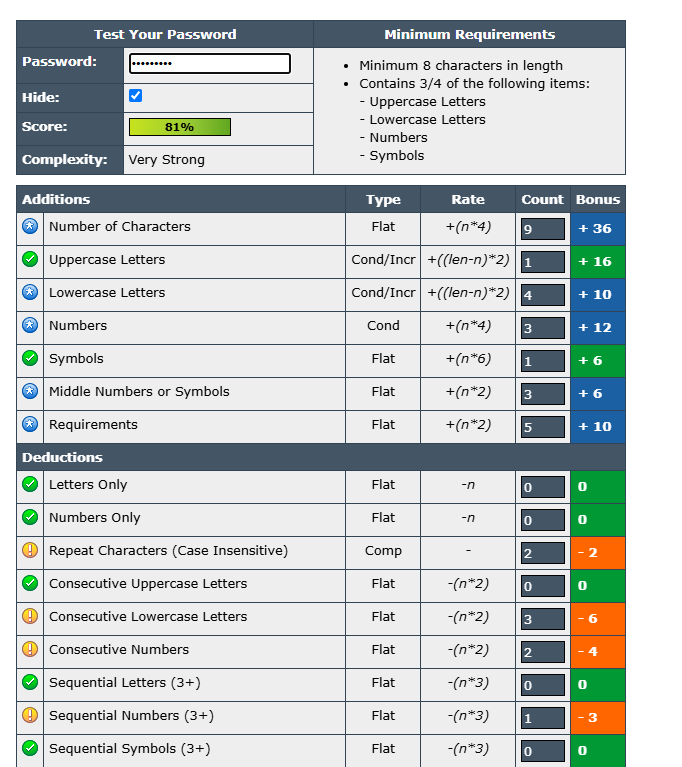 Test Your Password Minimum Requirements
Password: •••••••••
• Minimum 8 characters in length
• Contains 3/4 of the following items:
Hide:
- Uppercase Letters
- Lowercase Letters
Score: 81%
- Numbers
- Symbols
Complexity: Very Strong
Additions Type Rate Count Bonus
Number of Characters Flat +(n*4) 9 + 36
Uppercase Letters Cond/Incr +((len-n)*2) 1 + 16
Lowercase Letters Cond/Incr +((len-n)*2) 4 + 10
Numbers Cond +(n*4) 3 + 12
Symbols Flat +(n*6) 1 + 6
Middle Numbers or Symbols Flat +(n*2) 3 + 6
Requirements Flat +(n*2) 5 + 10
Deductions
Letters Only Flat -n 0 0
Numbers Only Flat -n 0 0
Repeat Characters (Case Insensitive) Comp - 2 - 2
Consecutive Uppercase Letters Flat -(n*2) 0 0
Consecutive Lowercase Letters Flat -(n*2) 3 - 6
Consecutive Numbers Flat -(n*2) 2 - 4
Sequential Letters (3+) Flat -(n*3) 0 0
Sequential Numbers (3+) Flat -(n*3) 1 - 3
Sequential Symbols (3+) Flat -(n*3) 0 0